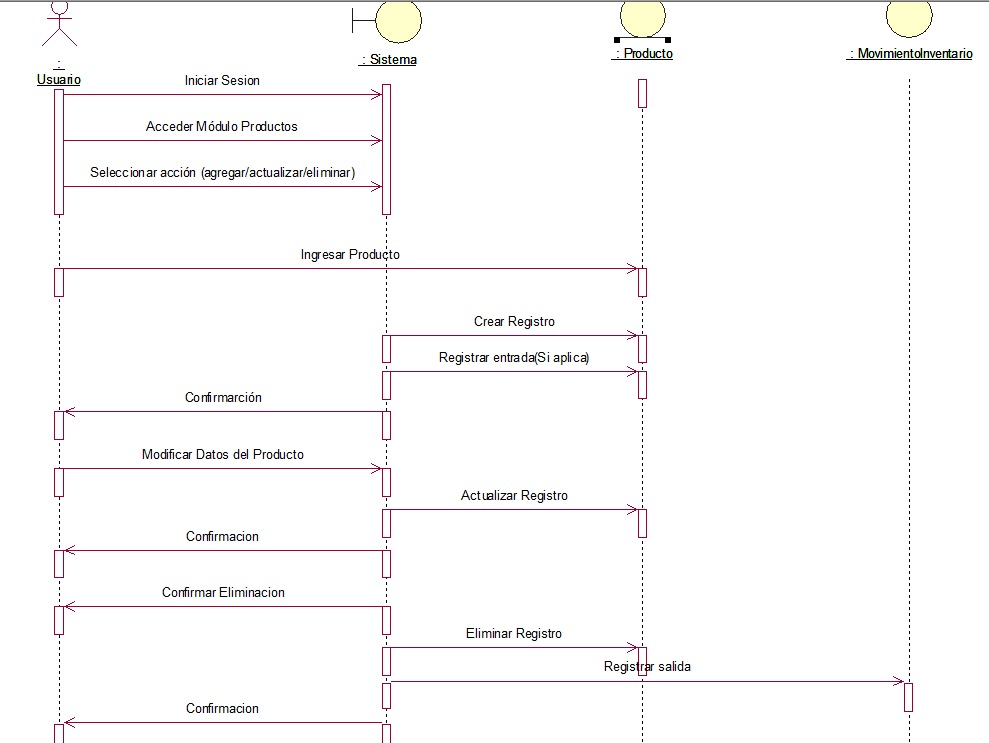 :
Usuario
: Sistema
: Producto
: MovimientoInventario
Iniciar Sesion
Acceder Módulo Productos
Seleccionar acción (agregar/actualizar/eliminar)
Ingresar Producto
Crear Registro
Registrar entrada(Si aplica)
Confirmarción
Modificar Datos del Producto
Actualizar Registro
Confirmacion
Confirmar Eliminacion
Eliminar Registro
Registrar salida
Confirmacion